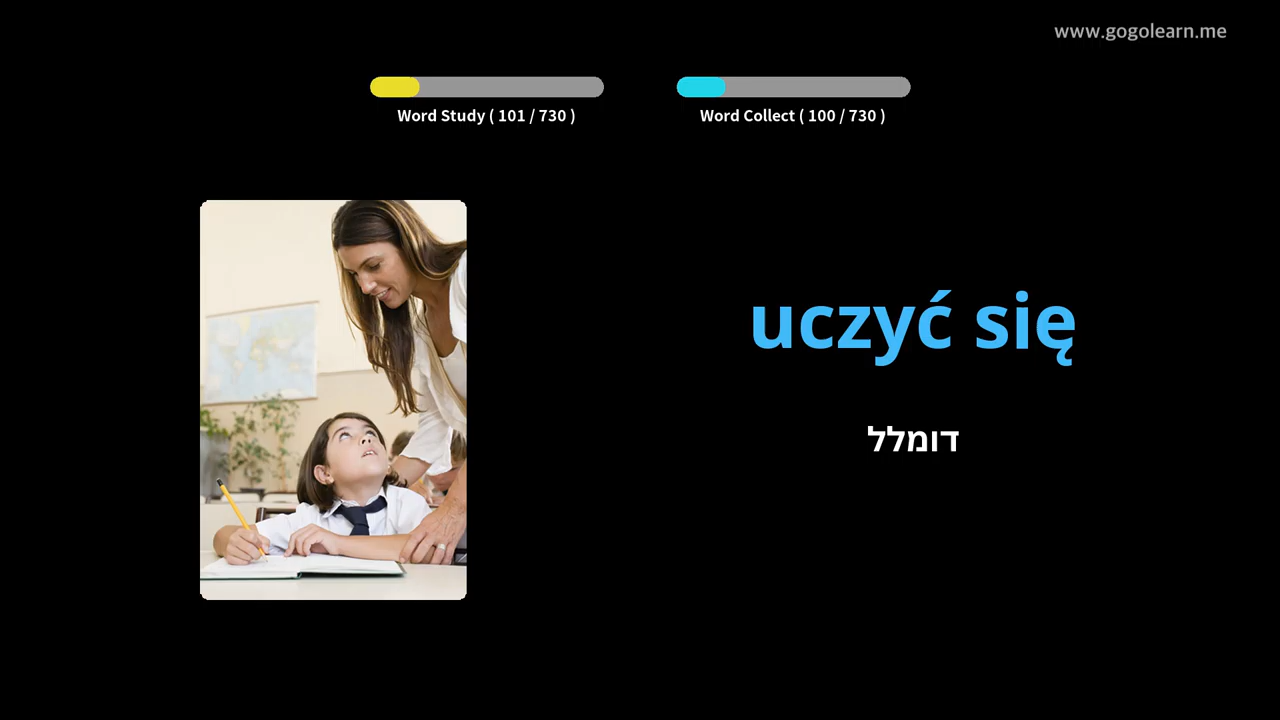 www.gogolearn.me
Word Study ( 101 / 730 )
Word Collect ( 100 / 730 )
uczyć się
דומלל